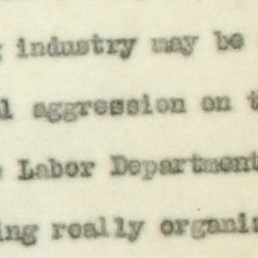 industry may be
l aggression on t
Labor Department
ing really organi